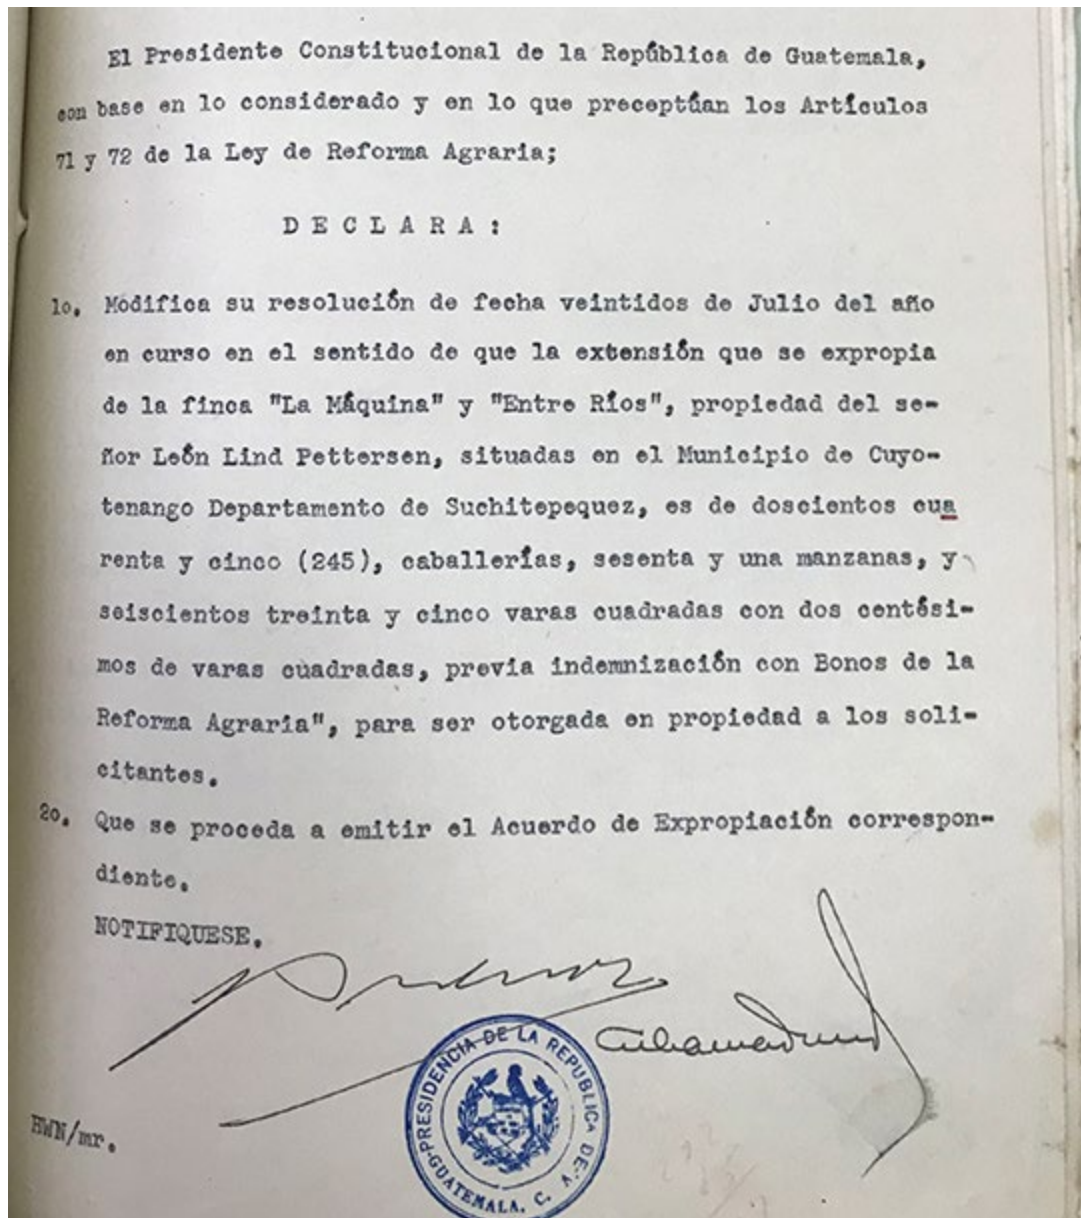 El Presidente Constitucional de la República de Guatemala,
con base en lo considerado y en lo que preceptúan los Artículos
71 y 72 de la Ley de Reforma Agraria;
D E C L A R A :
1o. Modifica su resolución de fecha veintidos de Julio del año
en curso en el sentido de que la extensión que se expropia
de la finca "La Máquina" y "Entre Ríos", propiedad del se-
ñor León Lind Pettersen, situadas en el Municipio de Cuyo-
tenango Departamento de Suchitepequez, es de doscientos cua
renta y cinco (245), caballerías, sesenta y una manzanas, y
seiscientos treinta y cinco varas cuadradas con dos centési-
mos de varas cuadradas, previa indemnización con Bonos de la
Reforma Agraria", para ser otorgada en propiedad a los soli-
citantes.
2o. Que se proceda a emitir el Acuerdo de Expropiación correspon-
diente.
NOTIFIQUESE.
PRESIDENCIA DE LA REPUBLICA DE
GUATEMALA, C. A.
HWN/mr.